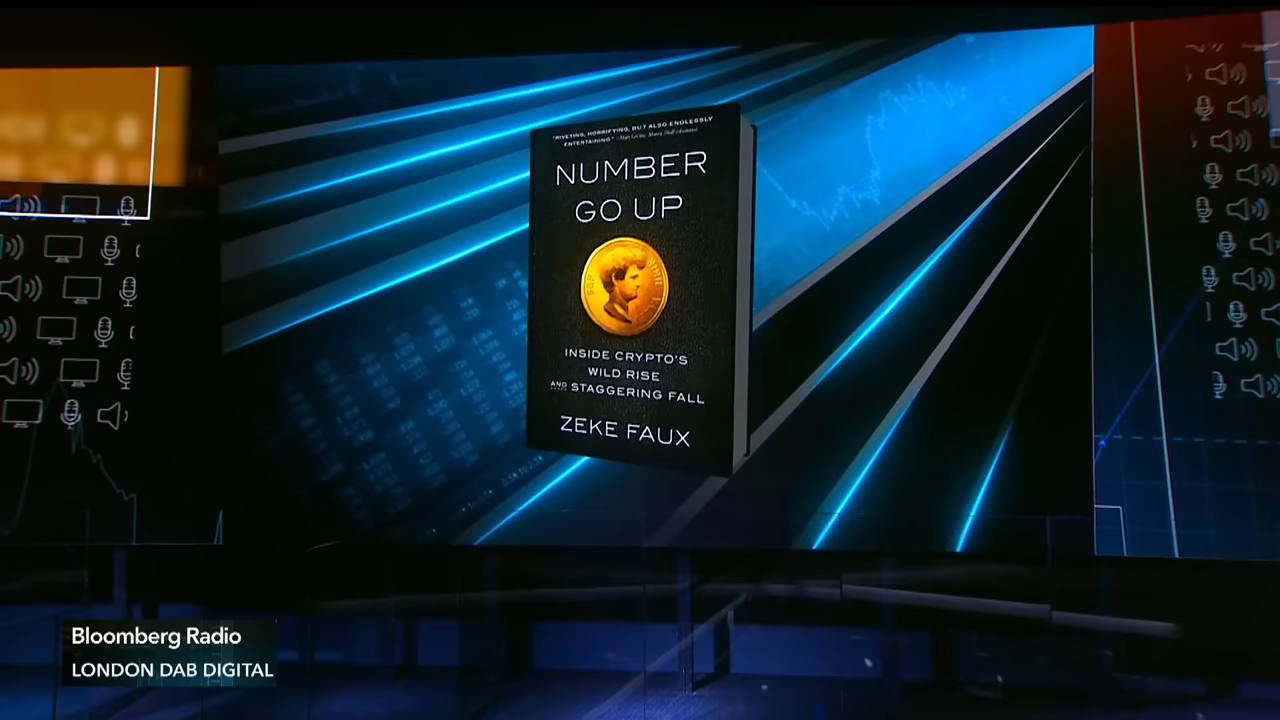 "RIVETING, HORRIFYING, BUT ALSO ENDLESSLY
ENTERTAINING."
NUMBER
GO UP
SBF
INSIDE CRYPTO'S
WILD RISE
AND STAGGERING FALL
ZEKE FAUX
Bloomberg Radio
LONDON DAB DIGITAL